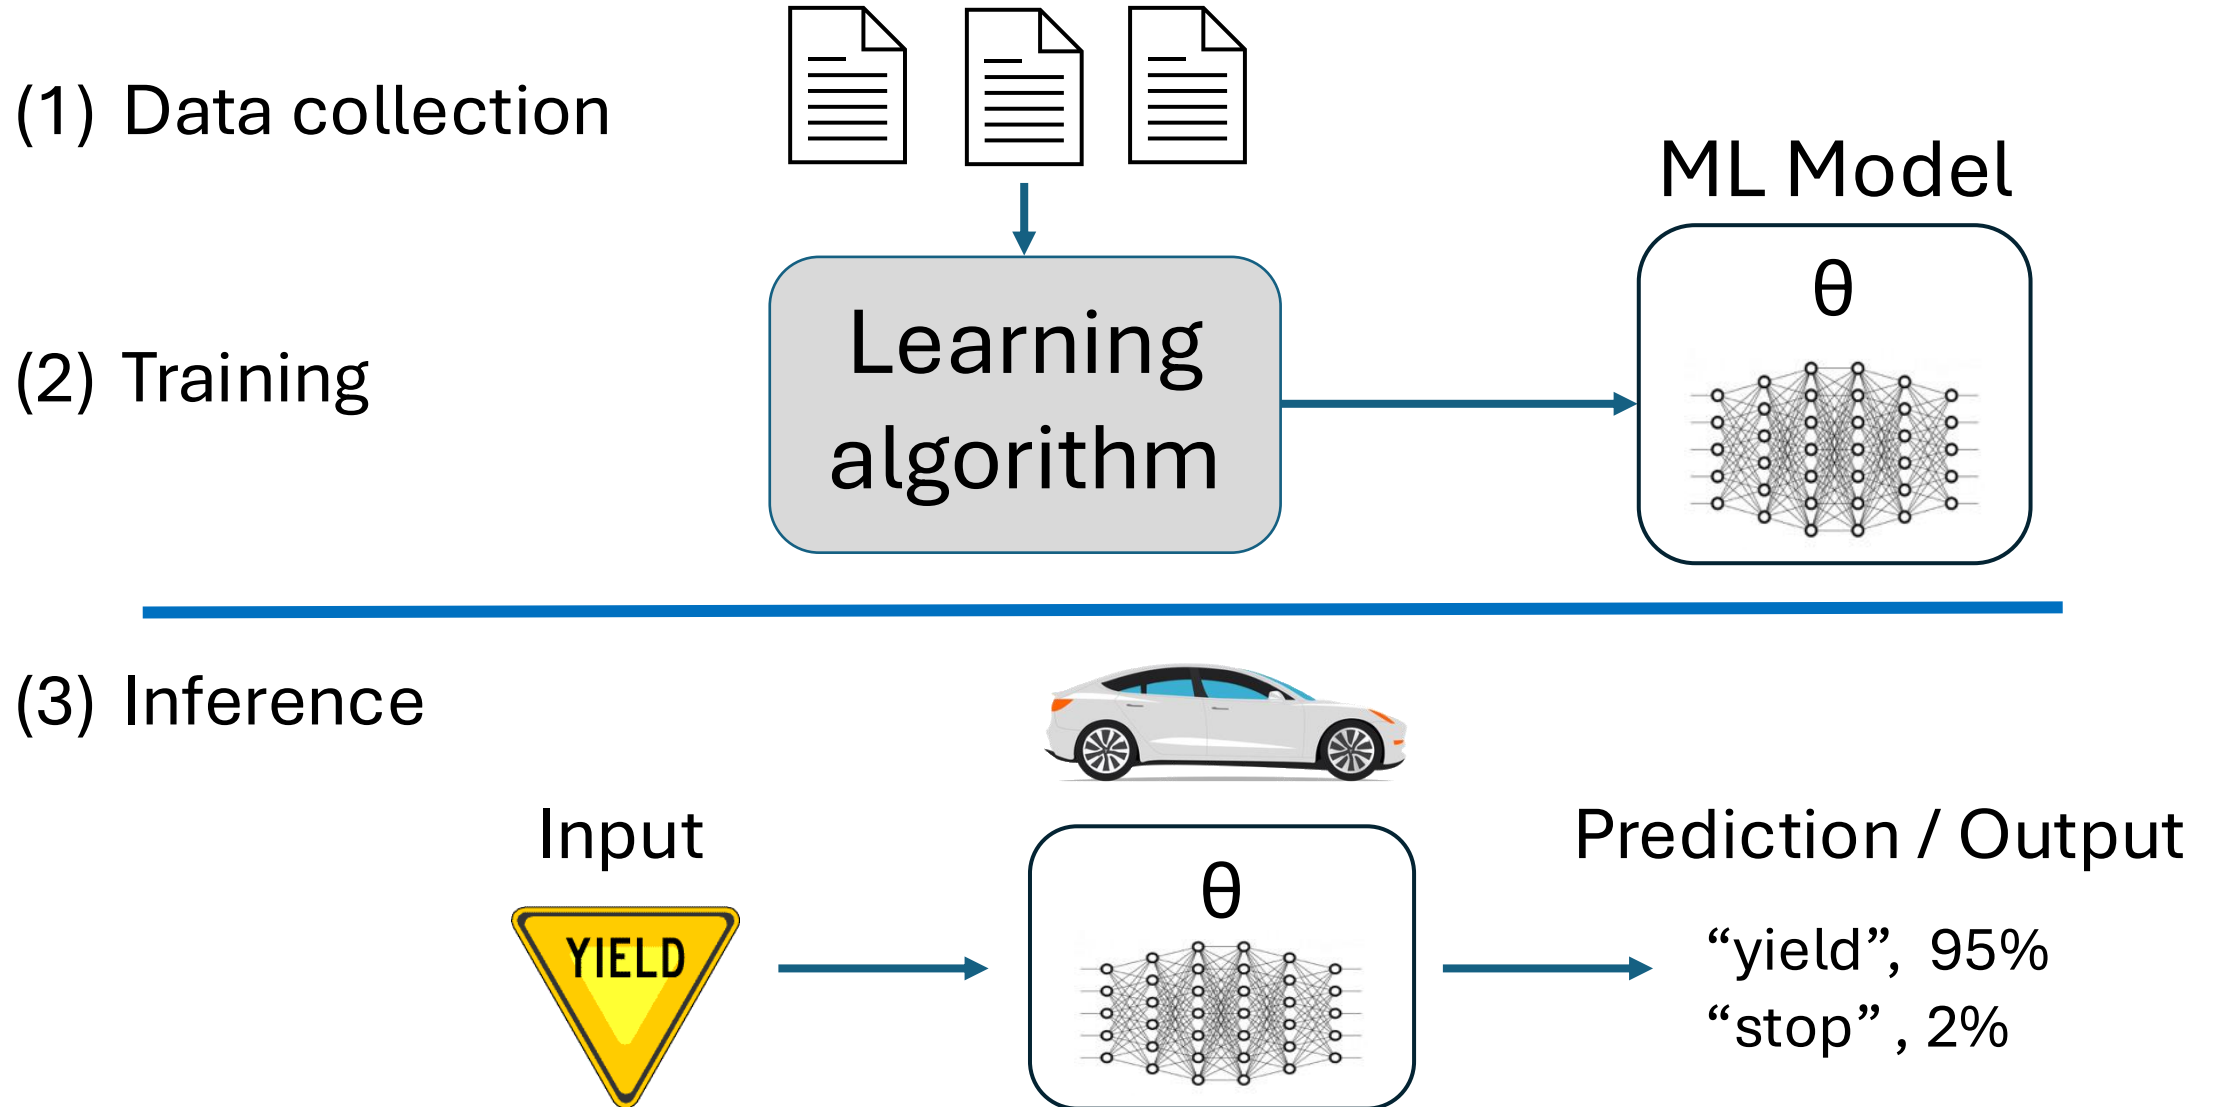 (1) Data collection
ML Model
θ
Learning
algorithm
(2) Training
(3) Inference
Input
Prediction / Output
θ
YIELD
“yield”, 95%
“stop” , 2%